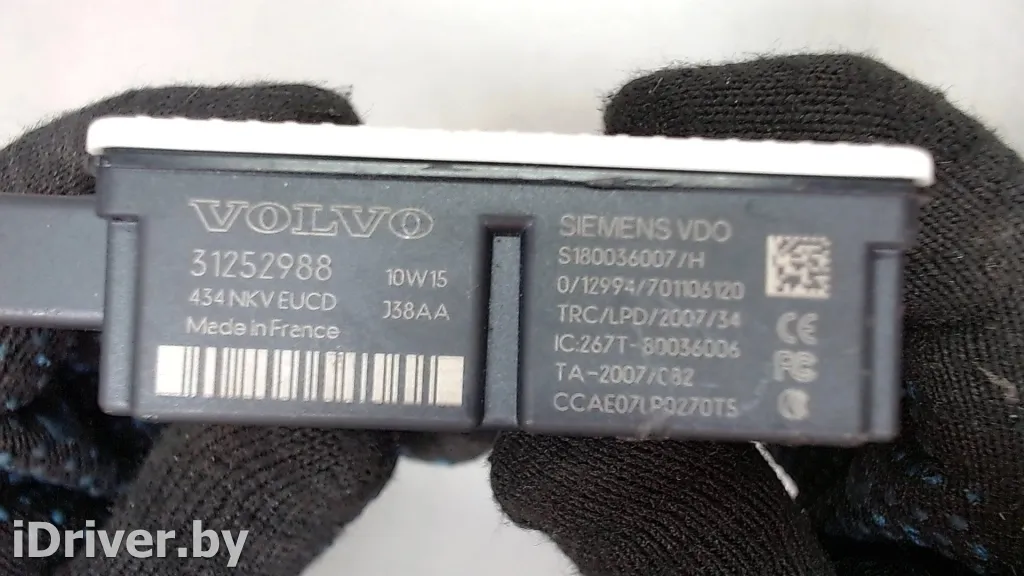 VOLVO
31252988
10W15
434 NKV EUCD
J38AA
Made in France
SIEMENS VDO
S180036007/H
0/12994/701106120
TRC/LPD/2007/34
IC:267T-80036006
TA-2007/082
CCAE07LP0270T5
CE
FC
iDriver.by